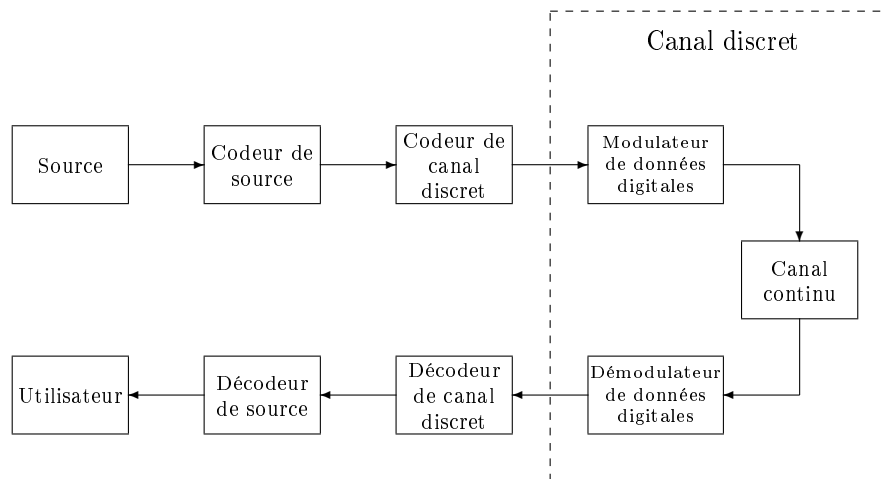 Canal discret
Source
Codeur de
source
Codeur de
canal
discret
Modulateur
de données
digitales
Canal
continu
Utilisateur
Décodeur
de source
Décodeur
de canal
discret
Démodulateur
de données
digitales